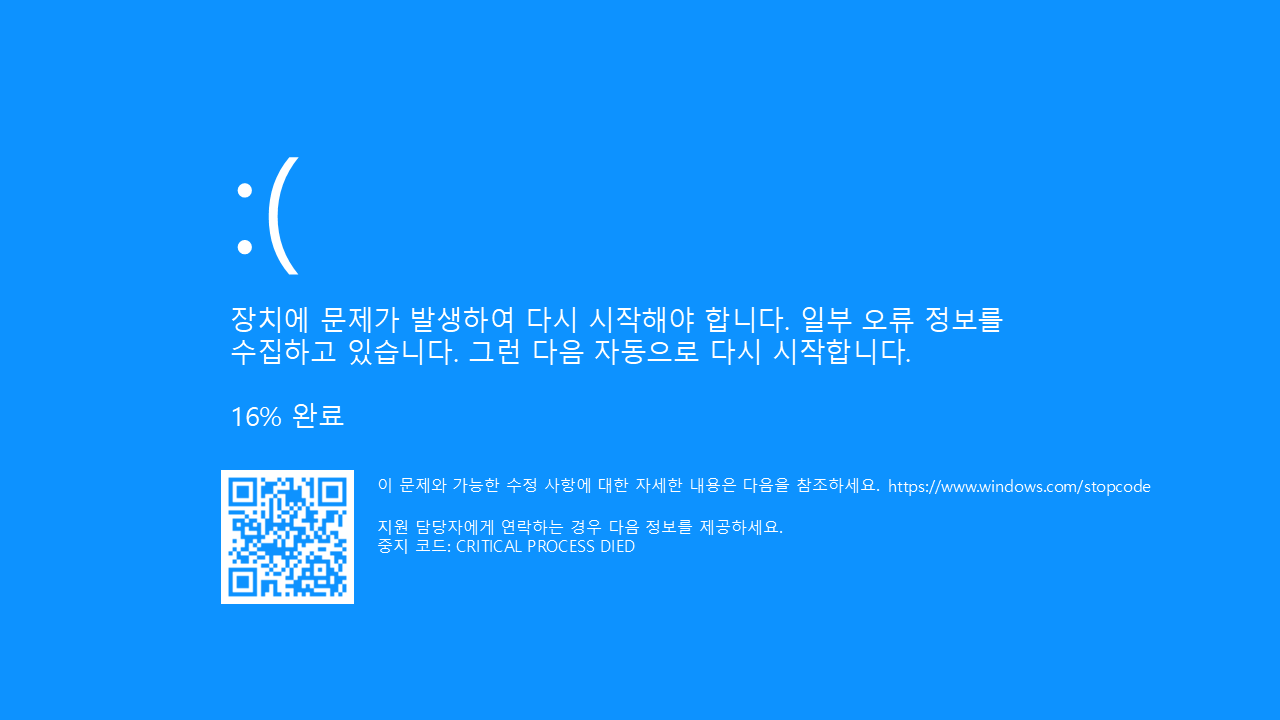 :(
장치에 문제가 발생하여 다시 시작해야 합니다. 일부 오류 정보를
수집하고 있습니다. 그런 다음 자동으로 다시 시작합니다.
16% 완료
이 문제와 가능한 수정 사항에 대한 자세한 내용은 다음을 참조하세요. https://www.windows.com/stopcode
지원 담당자에게 연락하는 경우 다음 정보를 제공하세요.
중지 코드: CRITICAL PROCESS DIED